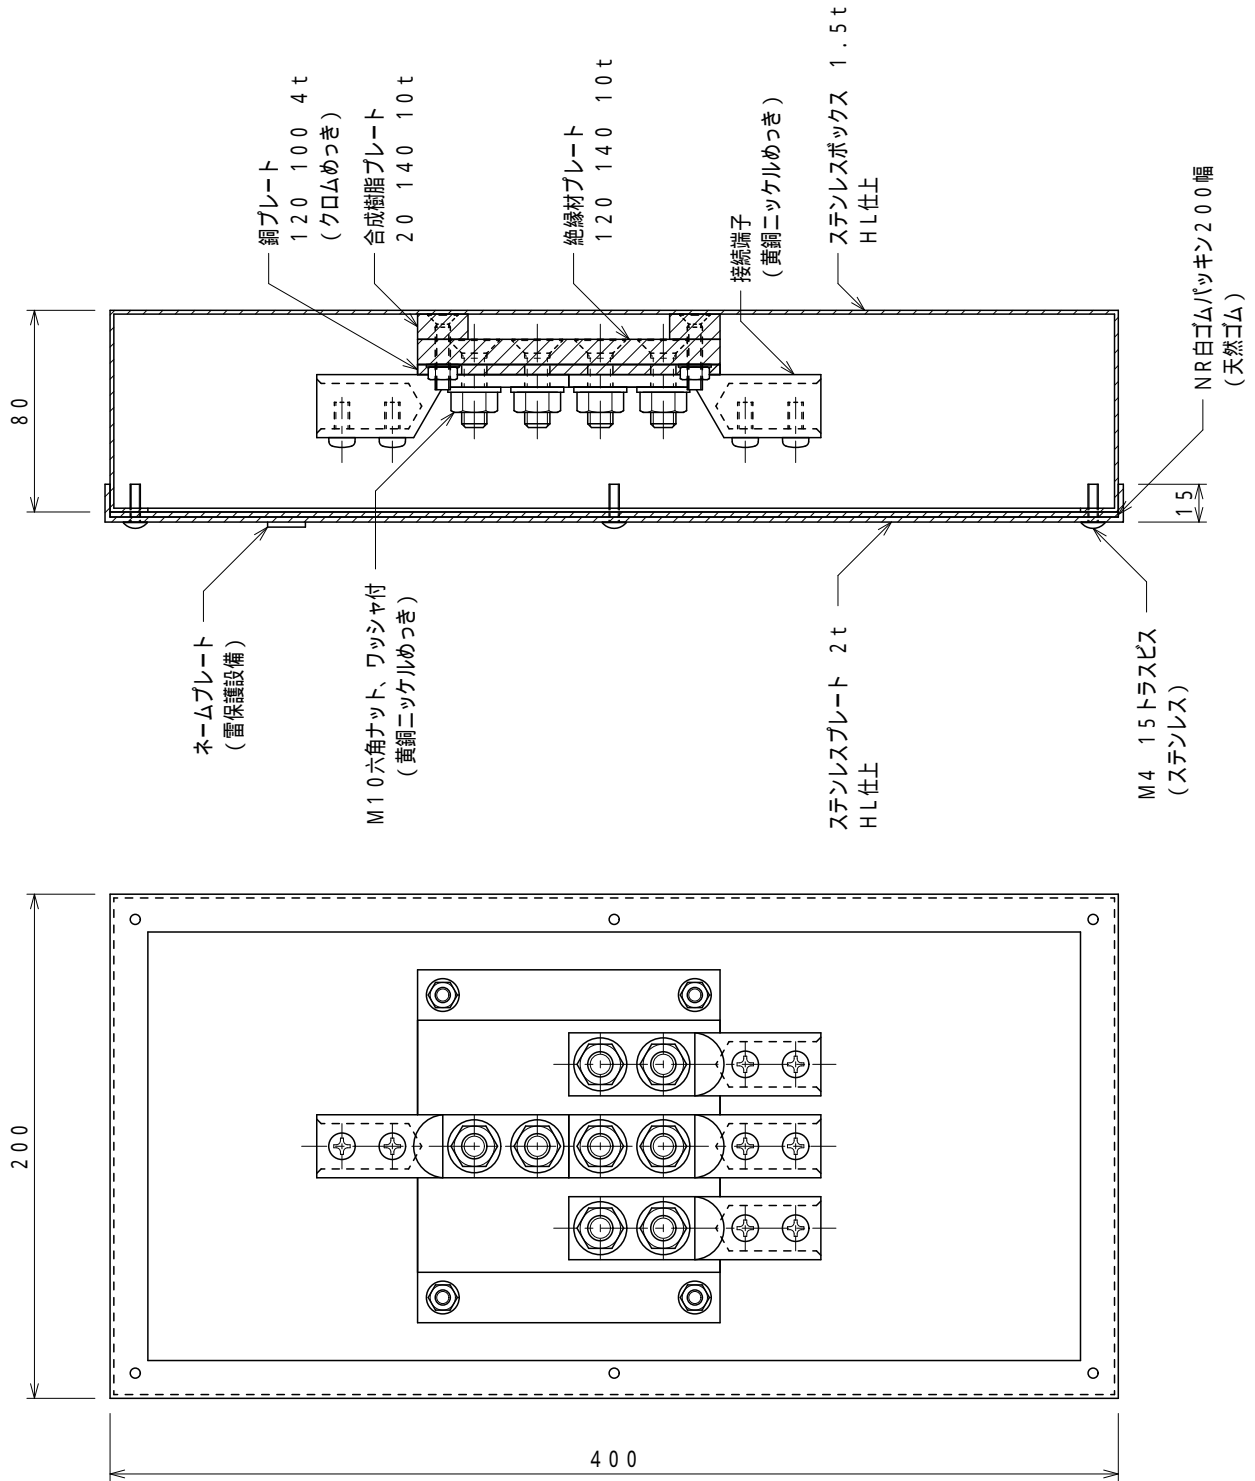 銅プレート
120 100 4t
(クロムめっき)
合成樹脂プレート
20 140 10t
絶縁材プレート
120 140 10t
接続端子
(黄銅ニッケルめっき)
ステンレスボックス 1.5t
HL仕上
NR白ゴムパッキン200幅
(天然ゴム)
80
15
ネームプレート
(雷保護設備)
M10六角ナット、ワッシャ付
(黄銅ニッケルめっき)
ステンレスプレート 2t
HL仕上
M4 15トラスビス
(ステンレス)
200
400